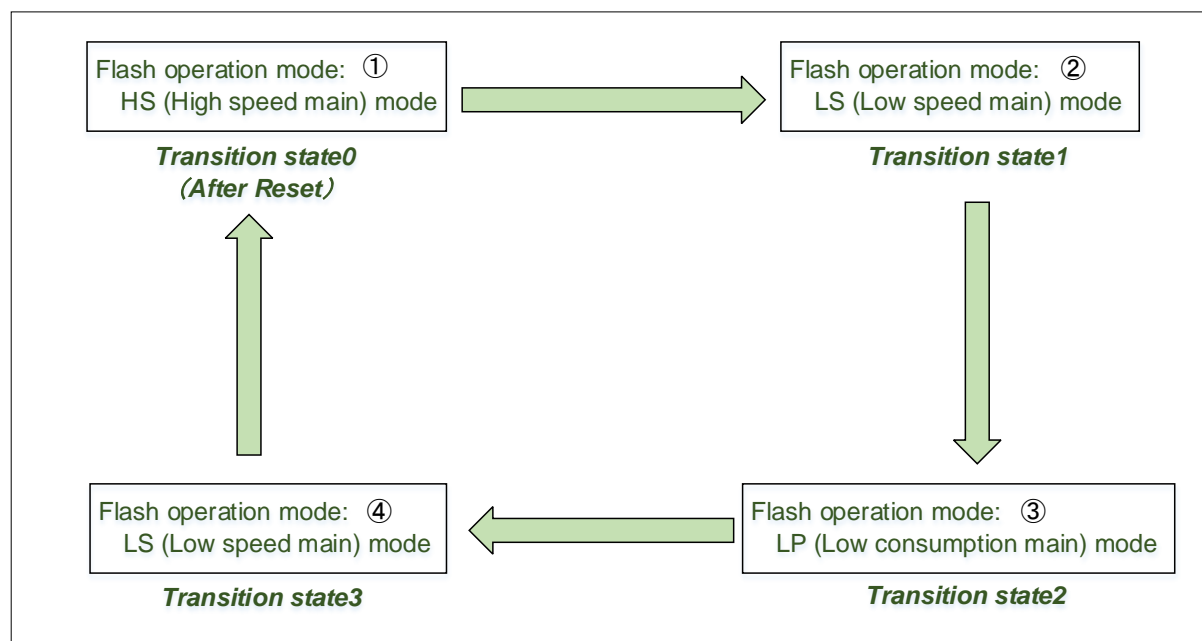 Flash operation mode: ①
HS (High speed main) mode
Transition state0
（After Reset）
Flash operation mode: ②
LS (Low speed main) mode
Transition state1
Flash operation mode: ④
LS (Low speed main) mode
Transition state3
Flash operation mode: ③
LP (Low consumption main) mode
Transition state2